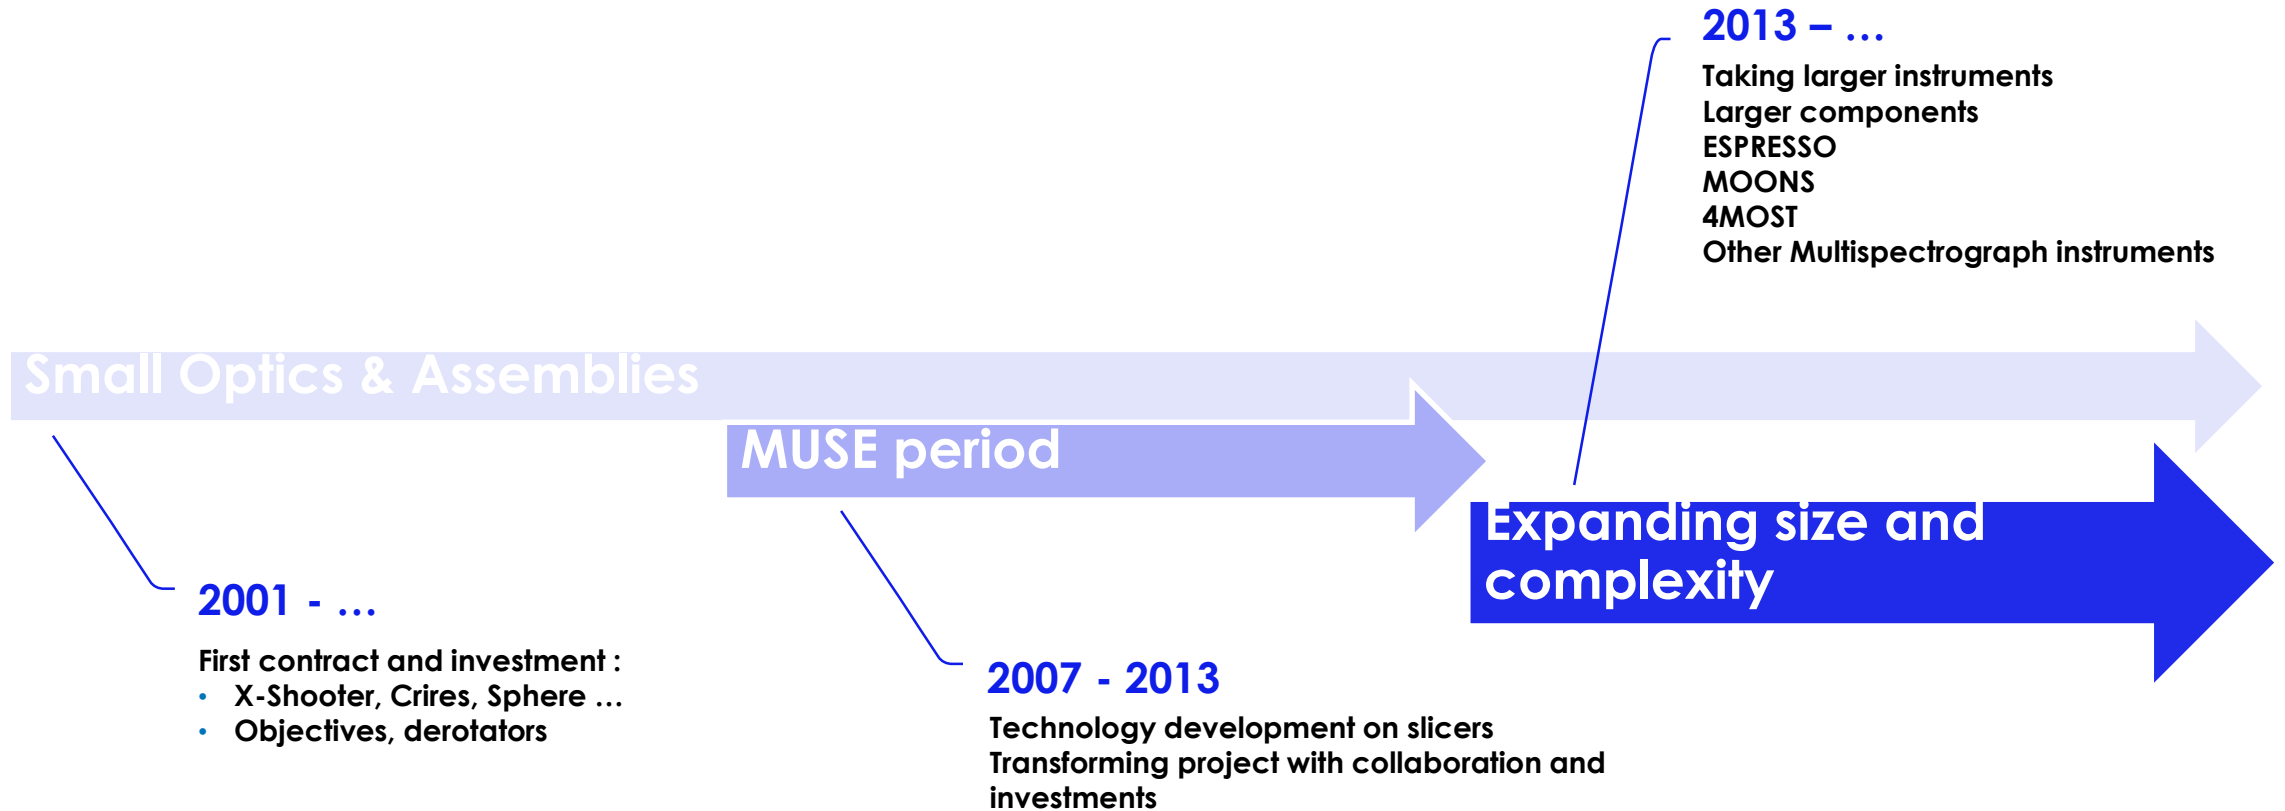 2013 – …
Taking larger instruments
Larger components
ESPRESSO
MOONS
4MOST
Other Multispectrograph instruments
Small Optics & Assemblies
MUSE period
Expanding size and
complexity
2001 - …
First contract and investment :
• X-Shooter, Crires, Sphere …
• Objectives, derotators
2007 - 2013
Technology development on slicers
Transforming project with collaboration and
investments